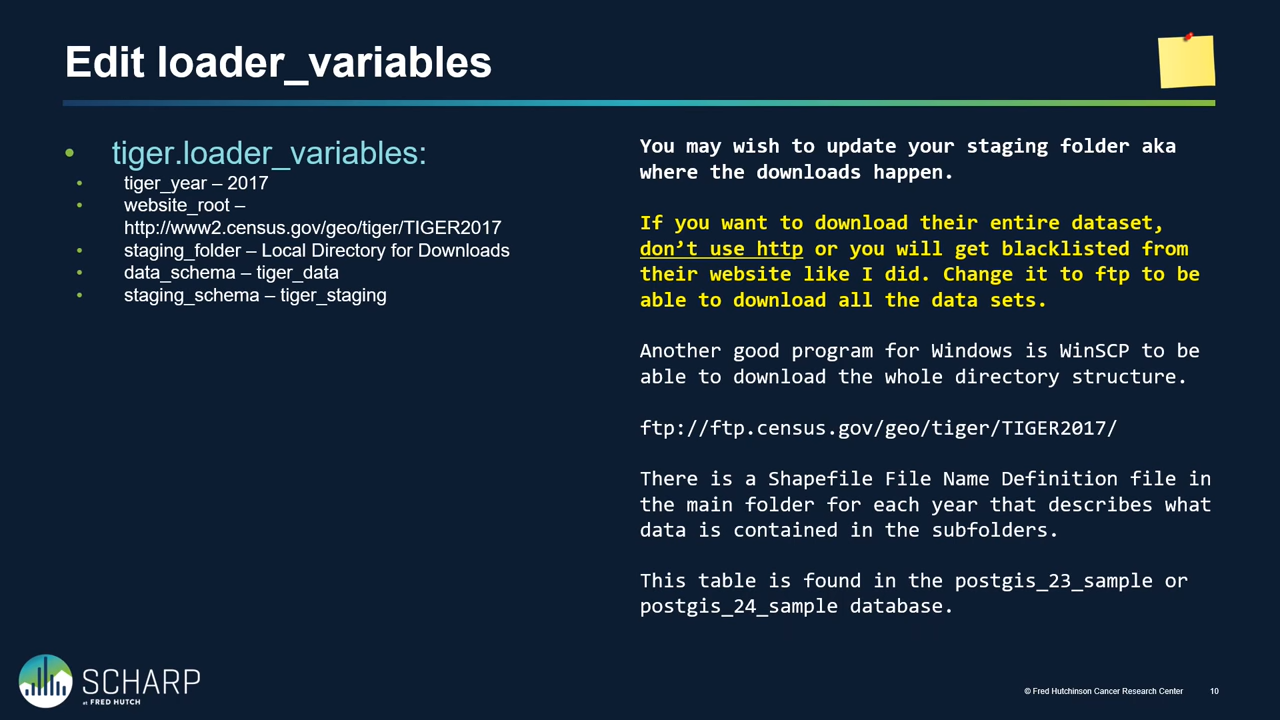 Edit loader_variables
• tiger.loader_variables:
• tiger_year – 2017
• website_root –
http://www2.census.gov/geo/tiger/TIGER2017
• staging_folder – Local Directory for Downloads
• data_schema – tiger_data
• staging_schema – tiger_staging
You may wish to update your staging folder aka
where the downloads happen.
If you want to download their entire dataset,
don’t use http or you will get blacklisted from
their website like I did. Change it to ftp to be
able to download all the data sets.
Another good program for Windows is WinSCP to be
able to download the whole directory structure.
ftp://ftp.census.gov/geo/tiger/TIGER2017/
There is a Shapefile File Name Definition file in
the main folder for each year that describes what
data is contained in the subfolders.
This table is found in the postgis_23_sample or
postgis_24_sample database.
SCHARP
at FRED HUTCH
© Fred Hutchinson Cancer Research Center 10